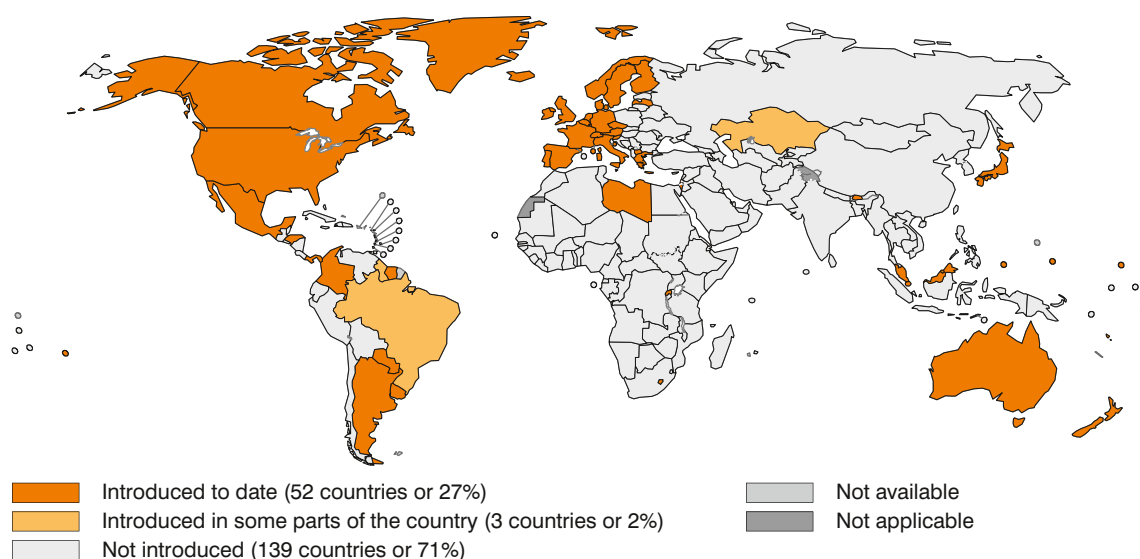 Introduced to date (52 countries or 27%)
Introduced in some parts of the country (3 countries or 2%)
Not introduced (139 countries or 71%)
Not available
Not applicable